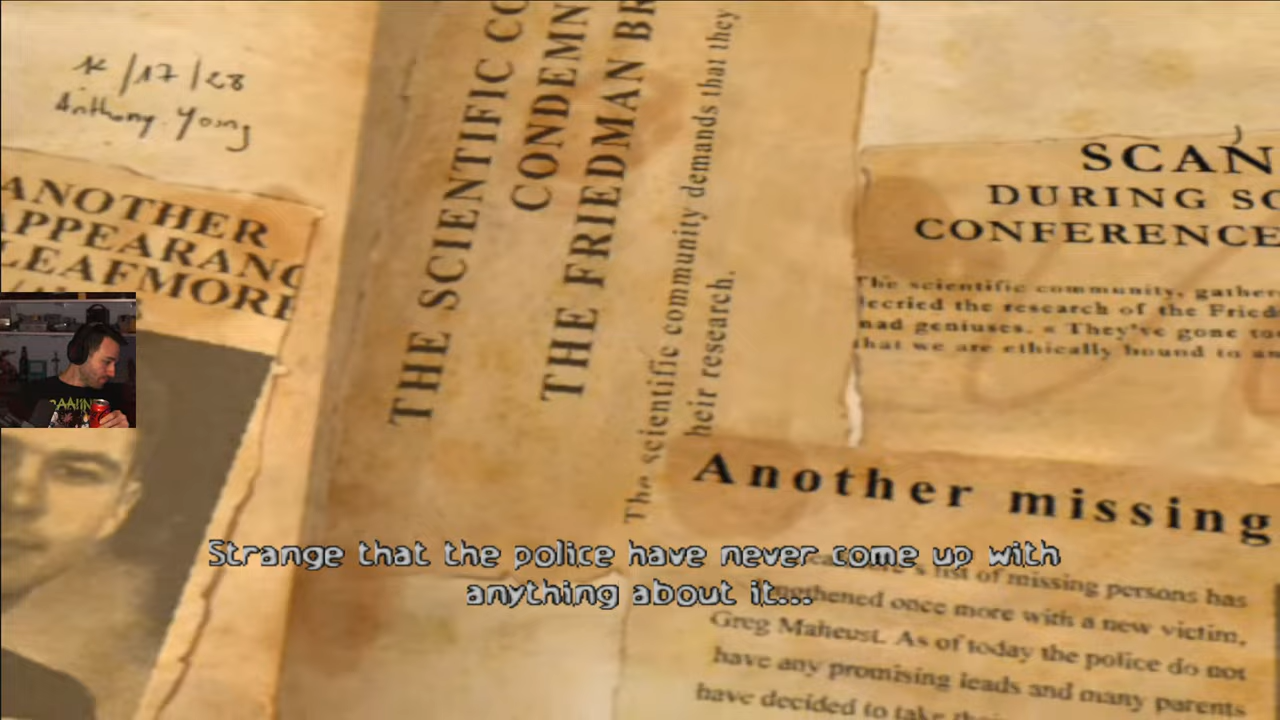 /17/28
Anthony. Young
ANOTHER
APPEARANC
LEAFMORE
THE SCIENTIFIC CO
CONDEMN
THE FRIEDMAN BR
The scientific community demands that they
heir research.
SCAN
DURING SC
CONFERENCE
The scientific community, gather
decried the research of the Fried
mad geniuses. « They've gone too
that we are ethically bound to an
Another missing
's list of missing persons has
ngthened once more with a new victim,
Greg Maheust. As of today the police do not
have any promising leads and many parents
have decided to take
Strange that the police have never come up with
anything about it...